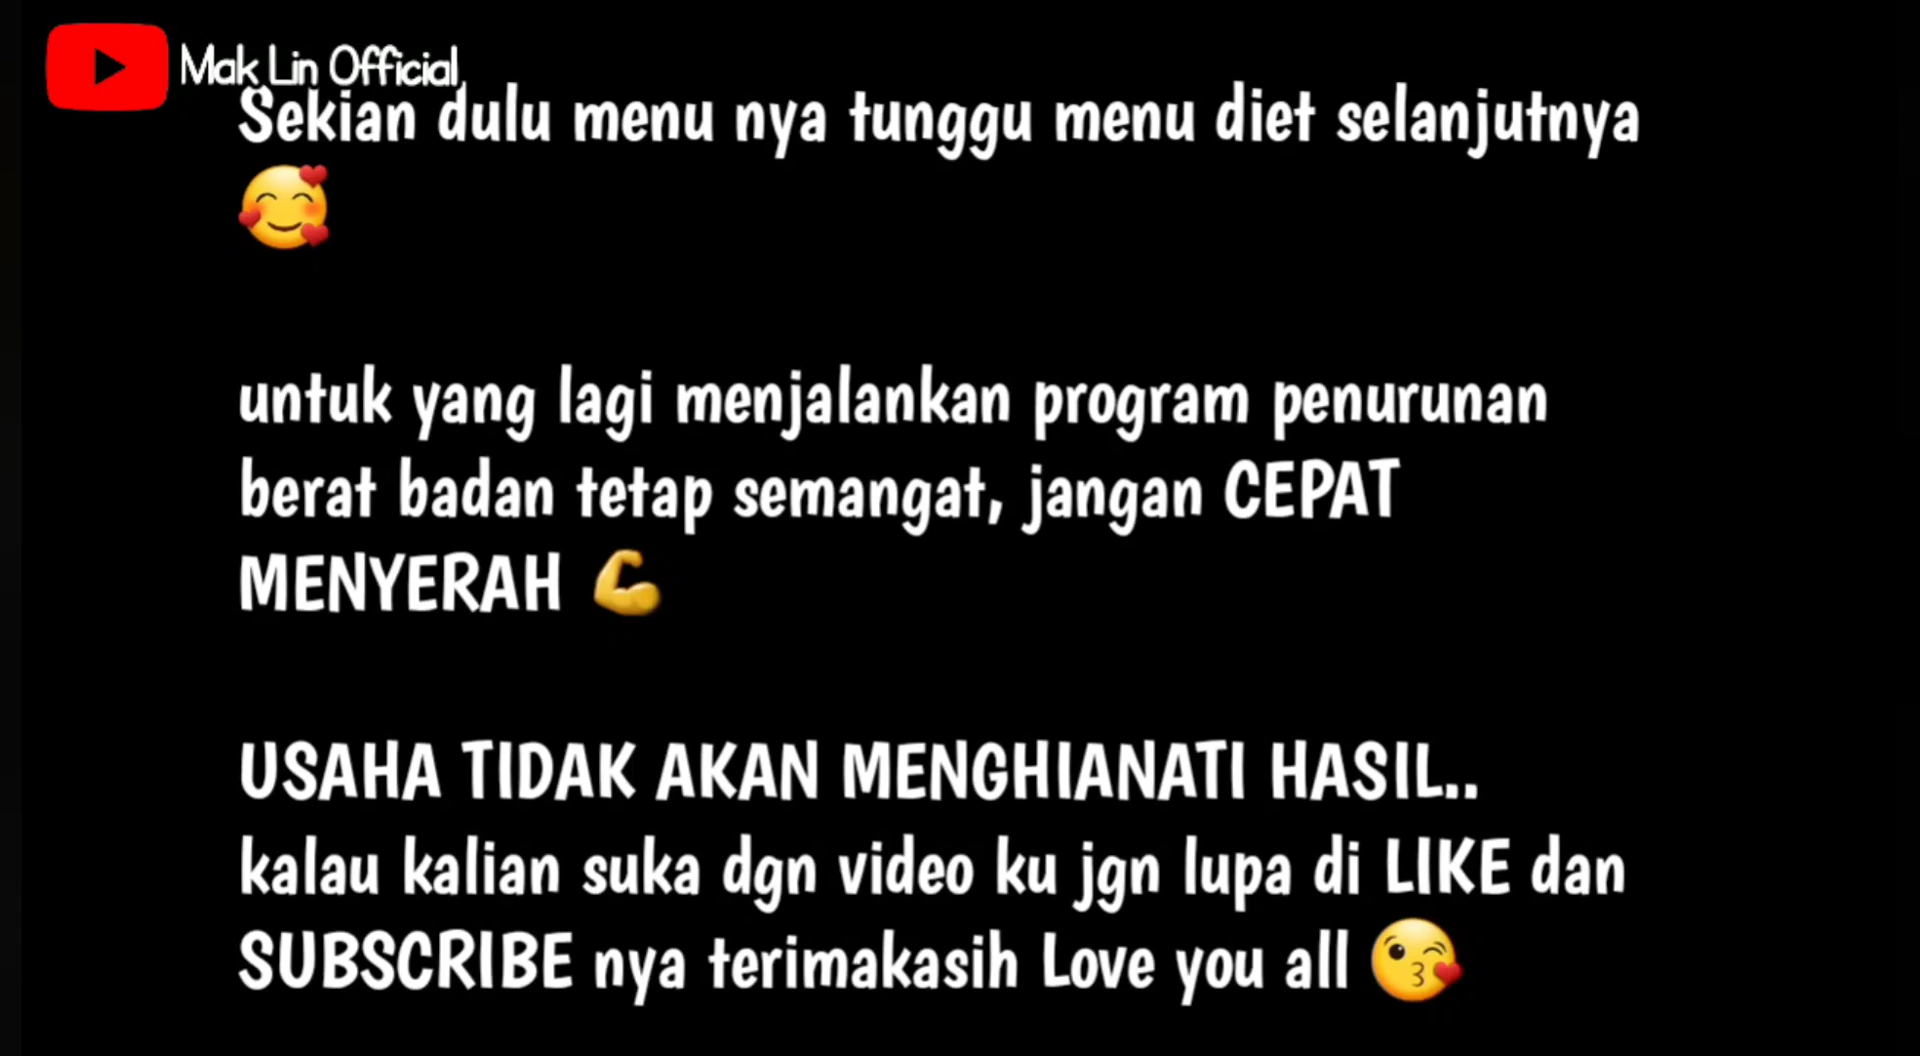 Mak Lin Official
Sekian dulu menu nya tunggu menu diet selanjutnya
🥰
untuk yang lagi menjalankan program penurunan
berat badan tetap semangat, jangan CEPAT
MENYERAH 💪
USAHA TIDAK AKAN MENGHIANATI HASIL..
kalau kalian suka dgn video ku jgn lupa di LIKE dan
SUBSCRIBE nya terimakasih Love you all 😘